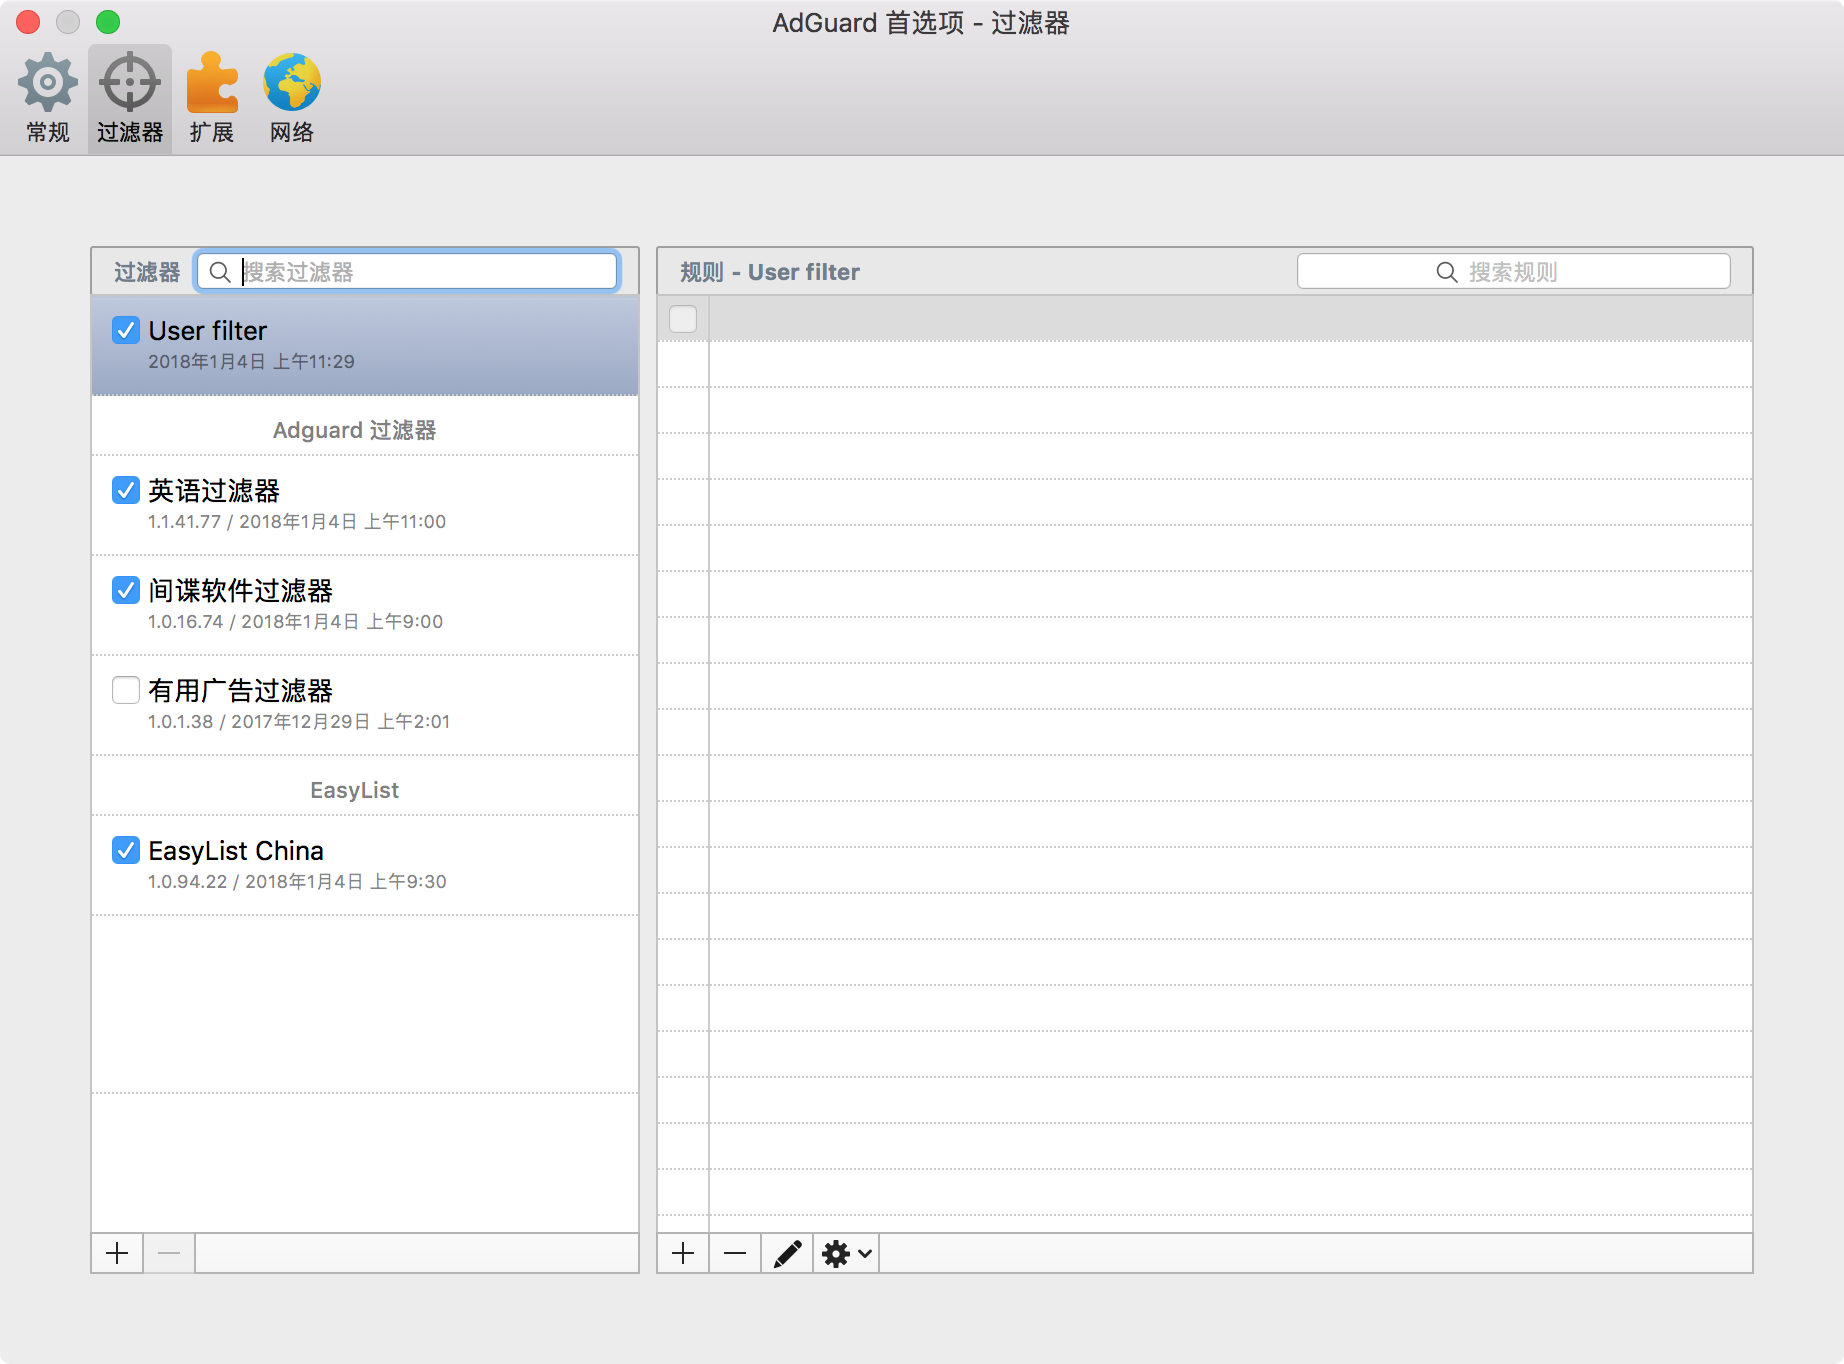 AdGuard 首选项 - 过滤器
常规
过滤器
扩展
网络
过滤器
搜索过滤器
User filter
2018年1月4日 上午11:29
Adguard 过滤器
英语过滤器
1.1.41.77 / 2018年1月4日 上午11:00
间谍软件过滤器
1.0.16.74 / 2018年1月4日 上午9:00
有用广告过滤器
1.0.1.38 / 2017年12月29日 上午2:01
EasyList
EasyList China
1.0.94.22 / 2018年1月4日 上午9:30
规则 - User filter
搜索规则